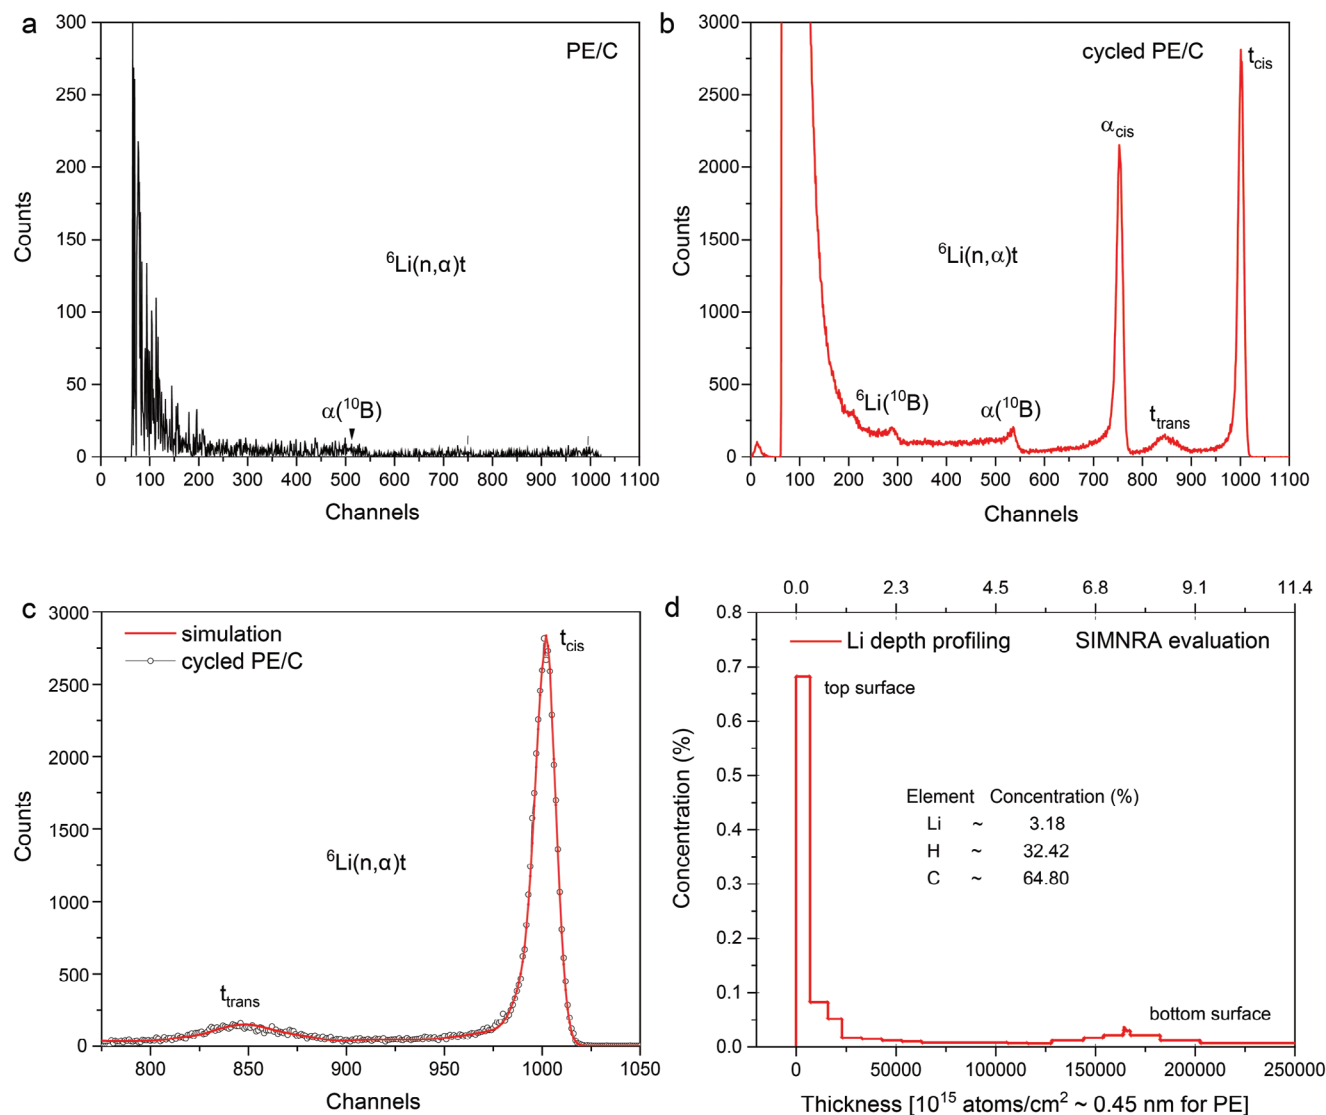 a
PE/C
300
250
200
150
100
50
0
Counts
⁶Li(n,α)t
α(¹⁰B)
0 100 200 300 400 500 600 700 800 900 1000 1100
Channels
b
cycled PE/C
3000
2500
2000
1500
1000
500
0
Counts
t_cis
α_cis
⁶Li(n,α)t
⁶Li(¹⁰B)
α(¹⁰B)
t_trans
0 100 200 300 400 500 600 700 800 900 1000 1100
Channels
c
simulation
cycled PE/C
3000
2500
2000
1500
1000
500
0
Counts
t_cis
⁶Li(n,α)t
t_trans
800 850 900 950 1000 1050
Channels
d
0.0 2.3 4.5 6.8 9.1 11.4
Li depth profiling SIMNRA evaluation
0.8
0.7
0.6
0.5
0.4
0.3
0.2
0.1
0.0
Concentration (%)
top surface
Element Concentration (%)
Li ~ 3.18
H ~ 32.42
C ~ 64.80
bottom surface
0 50000 100000 150000 200000 250000
Thickness [10¹⁵ atoms/cm² ~ 0.45 nm for PE]